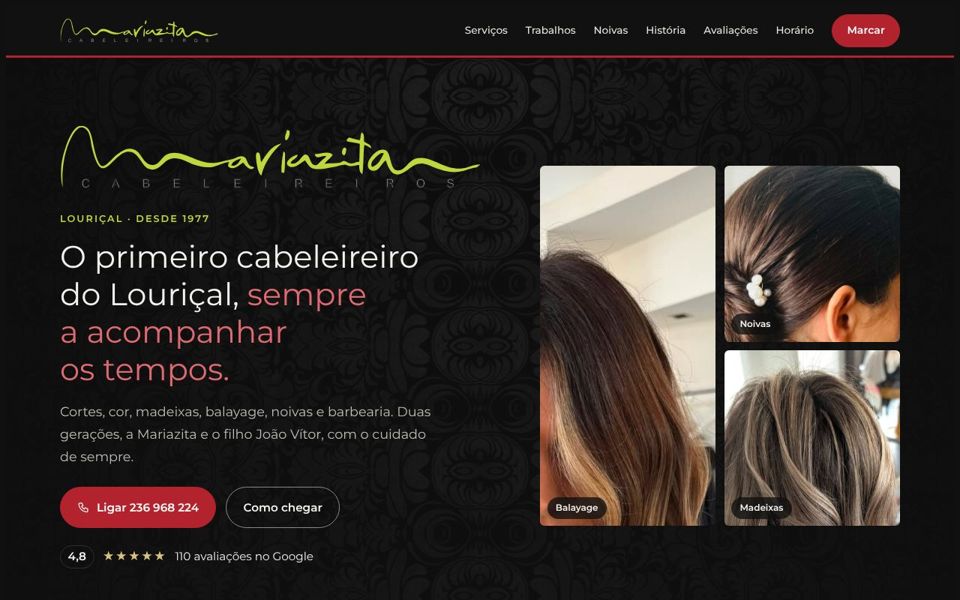 Mariazita
CABELEIREIROS
Serviços Trabalhos Noivas História Avaliações Horário Marcar
Mariazita
CABELEIREIROS
LOURIÇAL · DESDE 1977
O primeiro cabeleireiro
do Louriçal, sempre
a acompanhar
os tempos.
Cortes, cor, madeixas, balayage, noivas e barbearia. Duas
gerações, a Mariazita e o filho João Vítor, com o cuidado
de sempre.
Ligar 236 968 224
Como chegar
4,8 ★★★★★ 110 avaliações no Google
Balayage
Noivas
Madeixas